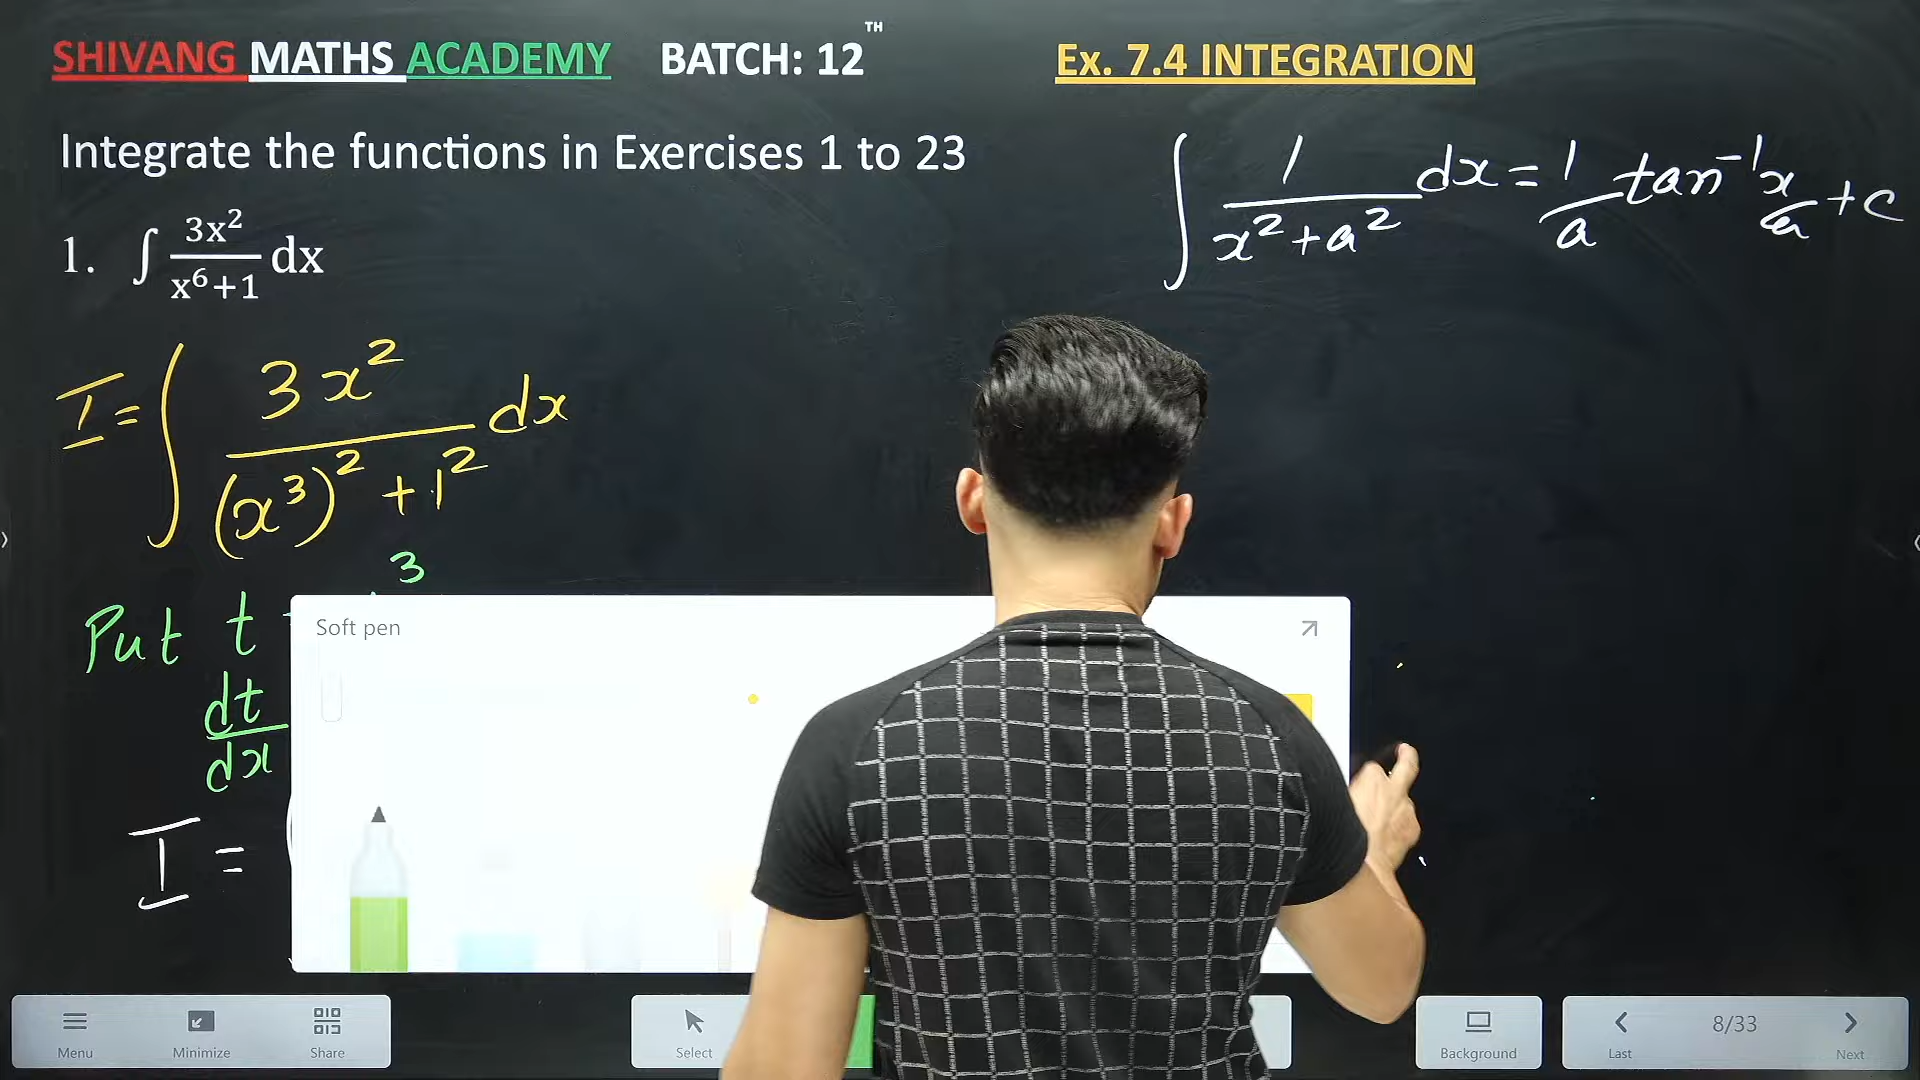 SHIVANG MATHS ACADEMY BATCH: 12TH
Ex. 7.4 INTEGRATION
Integrate the functions in Exercises 1 to 23
1. ∫ 3x²/(x⁶+1) dx
∫ 1/(x²+a²) dx = 1/a tan⁻¹ x/a + c
I = ∫ 3x²/((x³)²+1²) dx
Put t 3
dt/dx
I =
Soft pen
Menu
Minimize
Share
Select
Background
Last
8/33
Next